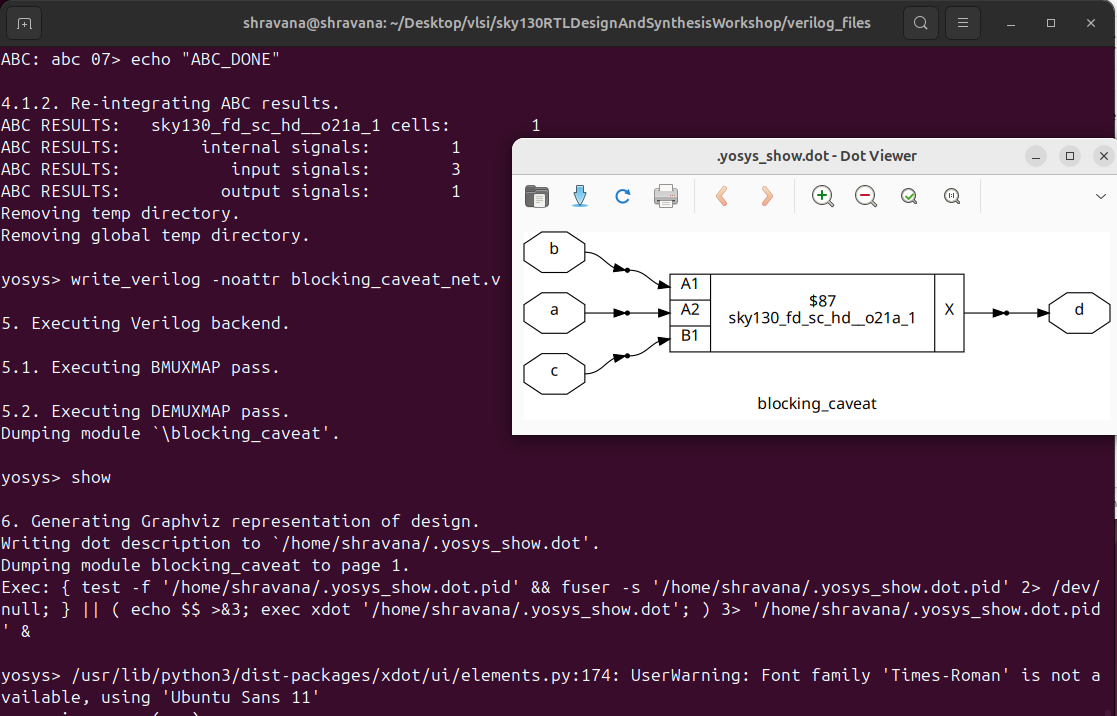 shravana@shravana: ~/Desktop/vlsi/sky130RTLDesignAndSynthesisWorkshop/verilog_files
ABC: abc 07> echo "ABC_DONE"
4.1.2. Re-integrating ABC results.
ABC RESULTS:   sky130_fd_sc_hd__o21a_1 cells:        1
ABC RESULTS:        internal signals:        1
ABC RESULTS:           input signals:        3
ABC RESULTS:          output signals:        1
Removing temp directory.
Removing global temp directory.
yosys> write_verilog -noattr blocking_caveat_net.v
5. Executing Verilog backend.
5.1. Executing BMUXMAP pass.
5.2. Executing DEMUXMAP pass.
Dumping module `\blocking_caveat'.
yosys> show
6. Generating Graphviz representation of design.
Writing dot description to `/home/shravana/.yosys_show.dot'.
Dumping module blocking_caveat to page 1.
Exec: { test -f '/home/shravana/.yosys_show.dot.pid' && fuser -s '/home/shravana/.yosys_show.dot.pid' 2> /dev/
null; } || ( echo $$ >&3; exec xdot '/home/shravana/.yosys_show.dot'; ) 3> '/home/shravana/.yosys_show.dot.pid
' &
yosys> /usr/lib/python3/dist-packages/xdot/ui/elements.py:174: UserWarning: Font family 'Times-Roman' is not a
vailable, using 'Ubuntu Sans 11'
.yosys_show.dot - Dot Viewer
b
a
c
A1
A2
B1
$87
sky130_fd_sc_hd__o21a_1
X
d
blocking_caveat